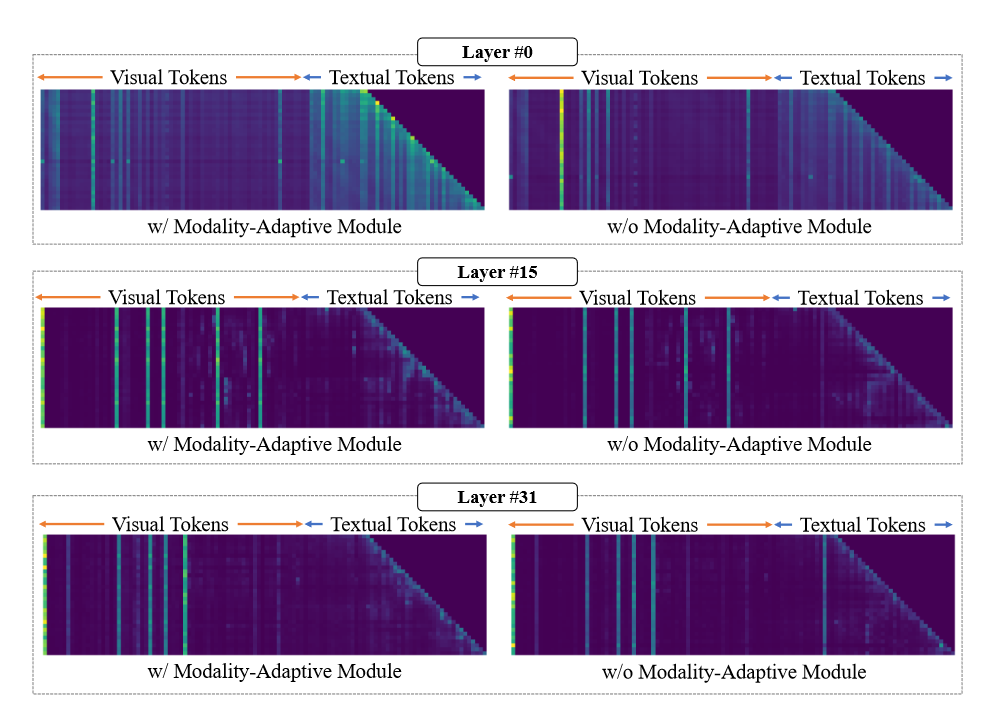 Layer #0
Visual Tokens Textual Tokens Visual Tokens Textual Tokens
w/ Modality-Adaptive Module w/o Modality-Adaptive Module
Layer #15
Visual Tokens Textual Tokens Visual Tokens Textual Tokens
w/ Modality-Adaptive Module w/o Modality-Adaptive Module
Layer #31
Visual Tokens Textual Tokens Visual Tokens Textual Tokens
w/ Modality-Adaptive Module w/o Modality-Adaptive Module